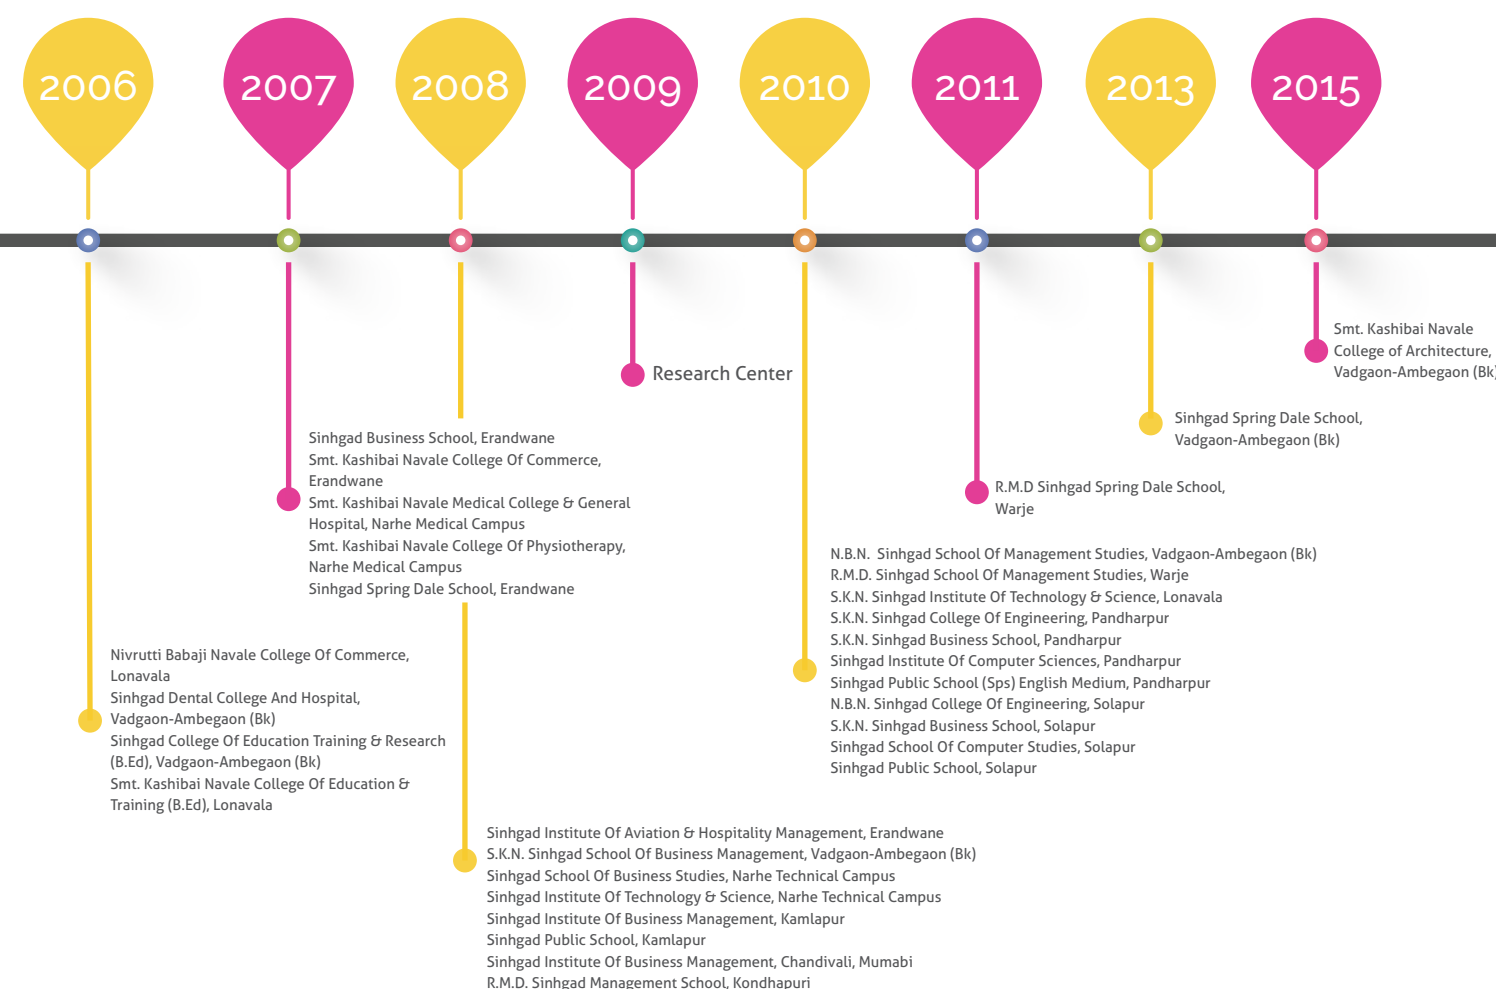 2006
2007
2008
2009
2010
2011
2013
2015
Smt. Kashibai Navale
College of Architecture,
Vadgaon-Ambegaon (Bk)
Research Center
Sinhgad Spring Dale School,
Vadgaon-Ambegaon (Bk)
Sinhgad Business School, Erandwane
Smt. Kashibai Navale College Of Commerce,
Erandwane
Smt. Kashibai Navale Medical College & General
Hospital, Narhe Medical Campus
Smt. Kashibai Navale College Of Physiotherapy,
Narhe Medical Campus
Sinhgad Spring Dale School, Erandwane
R.M.D Sinhgad Spring Dale School,
Warje
N.B.N. Sinhgad School Of Management Studies, Vadgaon-Ambegaon (Bk)
R.M.D. Sinhgad School Of Management Studies, Warje
S.K.N. Sinhgad Institute Of Technology & Science, Lonavala
S.K.N. Sinhgad College Of Engineering, Pandharpur
S.K.N. Sinhgad Business School, Pandharpur
Sinhgad Institute Of Computer Sciences, Pandharpur
Sinhgad Public School (Sps) English Medium, Pandharpur
N.B.N. Sinhgad College Of Engineering, Solapur
S.K.N. Sinhgad Business School, Solapur
Sinhgad School Of Computer Studies, Solapur
Sinhgad Public School, Solapur
Nivrutti Babaji Navale College Of Commerce,
Lonavala
Sinhgad Dental College And Hospital,
Vadgaon-Ambegaon (Bk)
Sinhgad College Of Education Training & Research
(B.Ed), Vadgaon-Ambegaon (Bk)
Smt. Kashibai Navale College Of Education &
Training (B.Ed), Lonavala
Sinhgad Institute Of Aviation & Hospitality Management, Erandwane
S.K.N. Sinhgad School Of Business Management, Vadgaon-Ambegaon (Bk)
Sinhgad School Of Business Studies, Narhe Technical Campus
Sinhgad Institute Of Technology & Science, Narhe Technical Campus
Sinhgad Institute Of Business Management, Kamlapur
Sinhgad Public School, Kamlapur
Sinhgad Institute Of Business Management, Chandivali, Mumabi
R.M.D. Sinhgad Management School, Kondhapuri